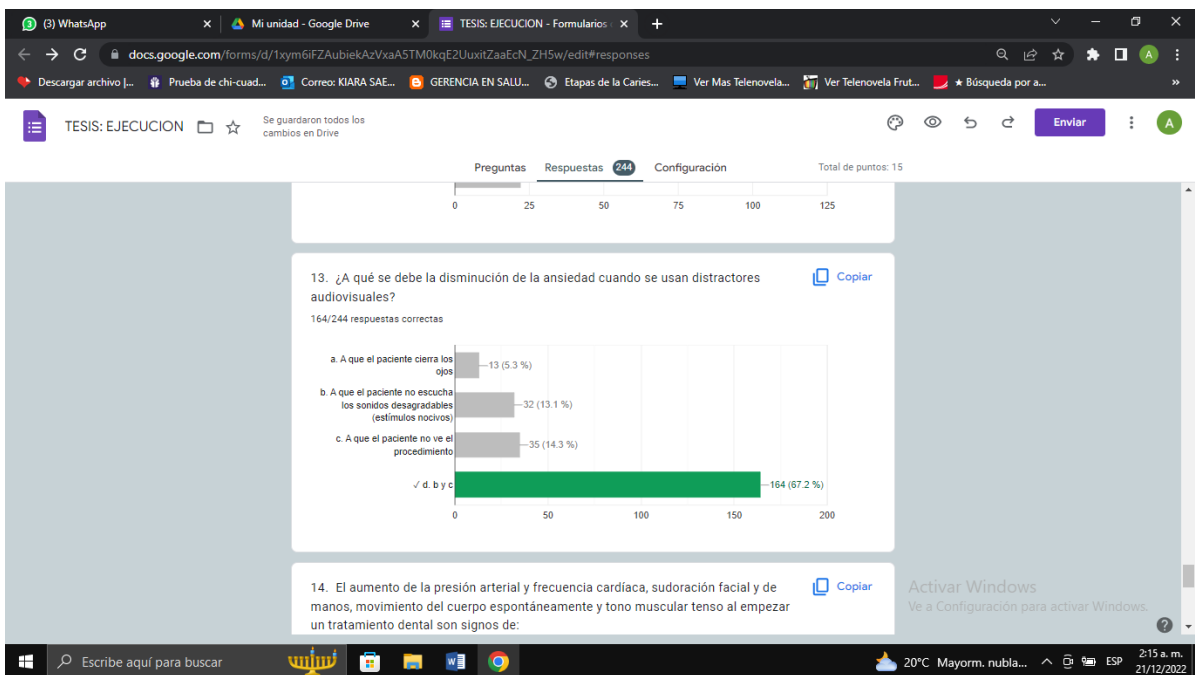 (3) WhatsApp
Mi unidad - Google Drive
TESIS: EJECUCION - Formularios
docs.google.com/forms/d/1xym6iFZAubiekAzVxaA5TM0kqE2UuxitZaaEcN_ZH5w/edit#responses
Descargar archivo |...
Prueba de chi-cuad...
Correo: KIARA SAE...
GERENCIA EN SALU...
Etapas de la Caries...
Ver Mas Telenovela...
Ver Telenovela Frut...
★ Búsqueda por a...
»
TESIS: EJECUCION
Se guardaron todos los
cambios en Drive
Enviar
A
Preguntas
Respuestas 244
Configuración
Total de puntos: 15
0 25 50 75 100 125
13. ¿A qué se debe la disminución de la ansiedad cuando se usan distractores
audiovisuales?
Copiar
164/244 respuestas correctas
a. A que el paciente cierra los
ojos
13 (5.3 %)
b. A que el paciente no escucha
los sonidos desagradables
(estímulos nocivos)
32 (13.1 %)
c. A que el paciente no ve el
procedimiento
35 (14.3 %)
✓ d. b y c
164 (67.2 %)
0 50 100 150 200
14. El aumento de la presión arterial y frecuencia cardíaca, sudoración facial y de
manos, movimiento del cuerpo espontáneamente y tono muscular tenso al empezar
un tratamiento dental son signos de:
Copiar
Activar Windows
Ve a Configuración para activar Windows.
Escribe aquí para buscar
20°C Mayorm. nubla...
ESP
2:15 a. m.
21/12/2022